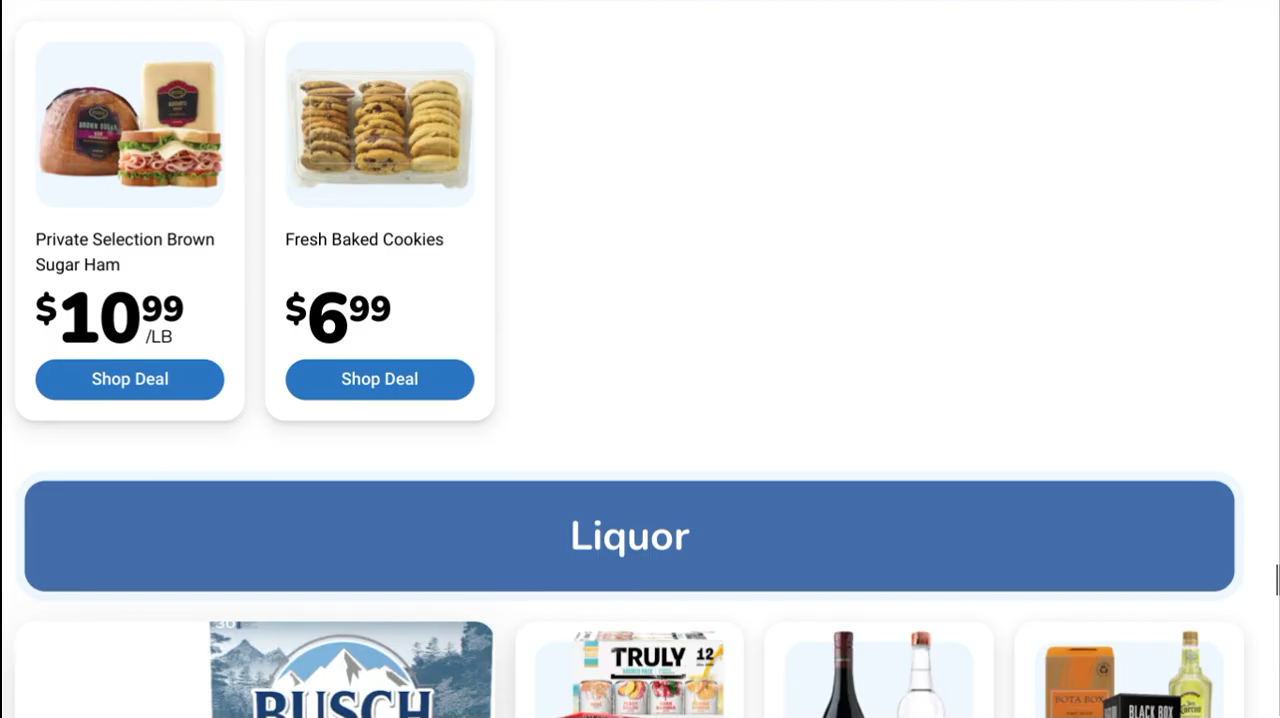 Private Selection Brown
Sugar Ham
$10.99
/LB
Shop Deal
Fresh Baked Cookies
$6.99
Shop Deal
Liquor
30
BUSCH
TRULY 12
BOTA BOX
BLACK BOX